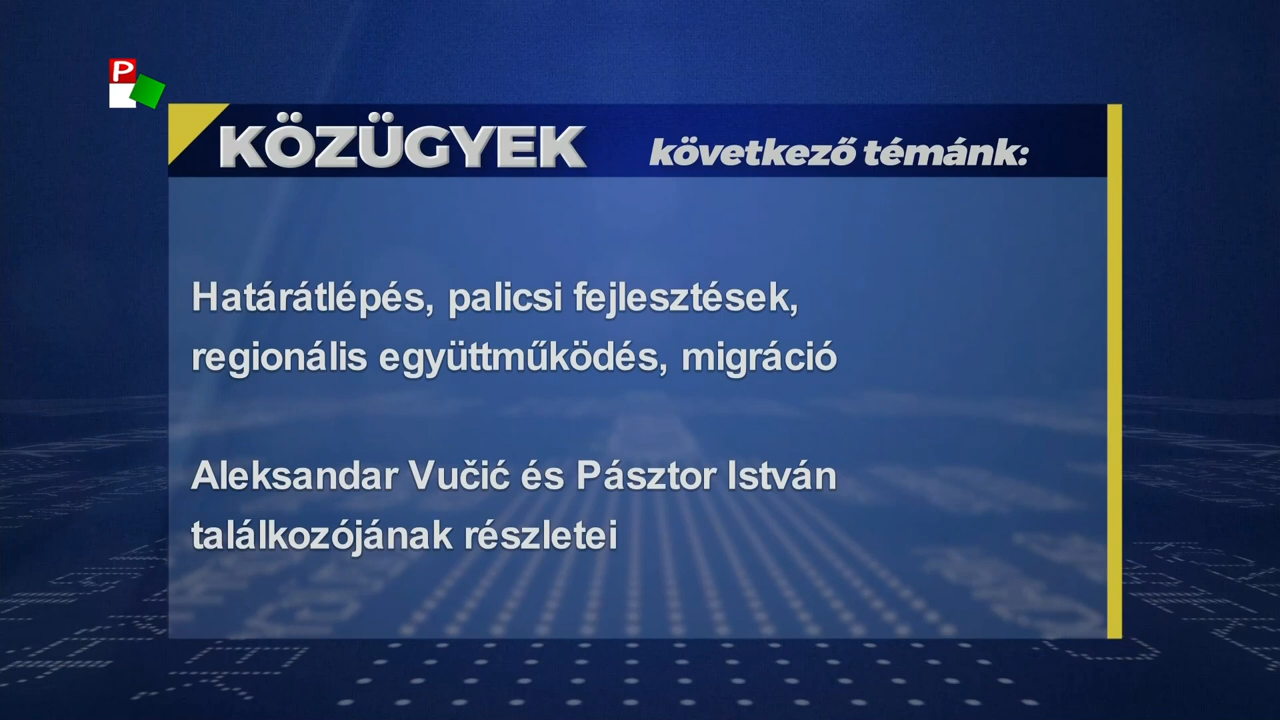 P
KÖZÜGYEK következő témánk:
Határátlépés, palicsi fejlesztések,
regionális együttműködés, migráció
Aleksandar Vučić és Pásztor István
találkozójának részletei